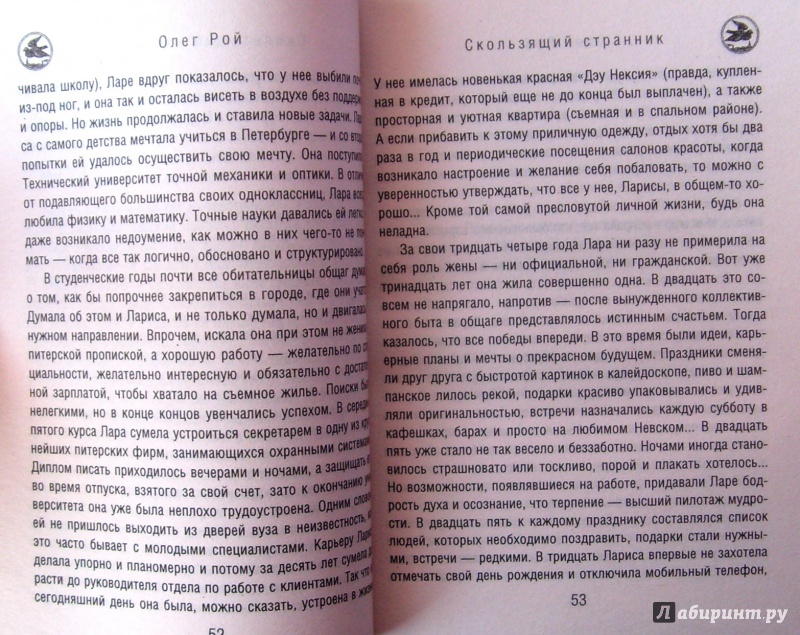 Олег Рой
чивала школу), Ларе вдруг показалось, что у нее выбили
из-под ног, и она так и осталась висеть в воздухе без
и опоры. Но жизнь продолжалась и ставила новые задачи.
са с самого детства мечтала учиться в Петербурге — и со
попытки ей удалось осуществить свою мечту. Она
Технический университет точной механики и оптики. В
от подавляющего большинства своих одноклассниц, Лара
любила физику и математику. Точные науки давались ей
даже возникало недоумение, как можно в них чего-то не
мать — когда все так логично, обосновано и структурировано
В студенческие годы почти все обитательницы общаг
о том, как бы попрочнее закрепиться в городе, где они
Думала об этом и Лариса, и не только думала, но и
нужном направлении. Впрочем, искала она при этом не
питерской пропиской, а хорошую работу — желательно по
циальности, желательно интересную и обязательно с
ной зарплатой, чтобы хватало на съемное жилье. Поиски
нелегкими, но в конце концов увенчались успехом. В
пятого курса Лара сумела устроиться секретарем в одну из
нейших питерских фирм, занимающихся охранными
Диплом писать приходилось вечерами и ночами, а защищать
во время отпуска, взятого за свой счет, зато к окончанию
верситета она уже была неплохо трудоустроена. Одним
ей не пришлось выходить из дверей вуза в неизвестность,
это часто бывает с молодыми специалистами. Карьеру
делала упорно и планомерно и потому за десять лет сумела
расти до руководителя отдела по работе с клиентами. Так что
сегодняшний день она была, можно сказать, устроена в
52
Скользящий странник
У нее имелась новенькая красная «Дэу Нексия» (правда, куплен-
ная в кредит, который еще не до конца был выплачен), а также
просторная и уютная квартира (съемная и в спальном районе).
А если прибавить к этому приличную одежду, отдых хотя бы два
раза в год и периодические посещения салонов красоты, когда
возникало настроение и желание себя побаловать, то можно с
уверенностью утверждать, что все у нее, Ларисы, в общем-то хо-
рошо... Кроме той самой пресловутой личной жизни, будь она
неладна.
За свои тридцать четыре года Лара ни разу не примерила на
себя роль жены — ни официальной, ни гражданской. Вот уже
тринадцать лет она жила совершенно одна. В двадцать это со-
всем не напрягало, напротив — после вынужденного коллектив-
ного быта в общаге представлялось истинным счастьем. Тогда
казалось, что все победы впереди. В это время были идеи, карь-
ерные планы и мечты о прекрасном будущем. Праздники сменя-
ли друг друга с быстротой картинок в калейдоскопе, пиво и шам-
панское лилось рекой, подарки красиво упаковывались и удив-
ляли оригинальностью, встречи назначались каждую субботу в
кафешках, барах и просто на любимом Невском... В двадцать
пять уже стало не так весело и беззаботно. Ночами иногда стано-
вилось страшновато или тоскливо, порой и плакать хотелось...
Но возможности, появлявшиеся на работе, придавали Ларе бод-
рость духа и осознание, что терпение — высший пилотаж мудро-
сти. В двадцать пять к каждому празднику составлялся список
людей, которых необходимо поздравить, подарки стали нужны-
ми, встречи — редкими. В тридцать Лариса впервые не захотела
отмечать свой день рождения и отключила мобильный телефон,
53
Лабиринт.ру